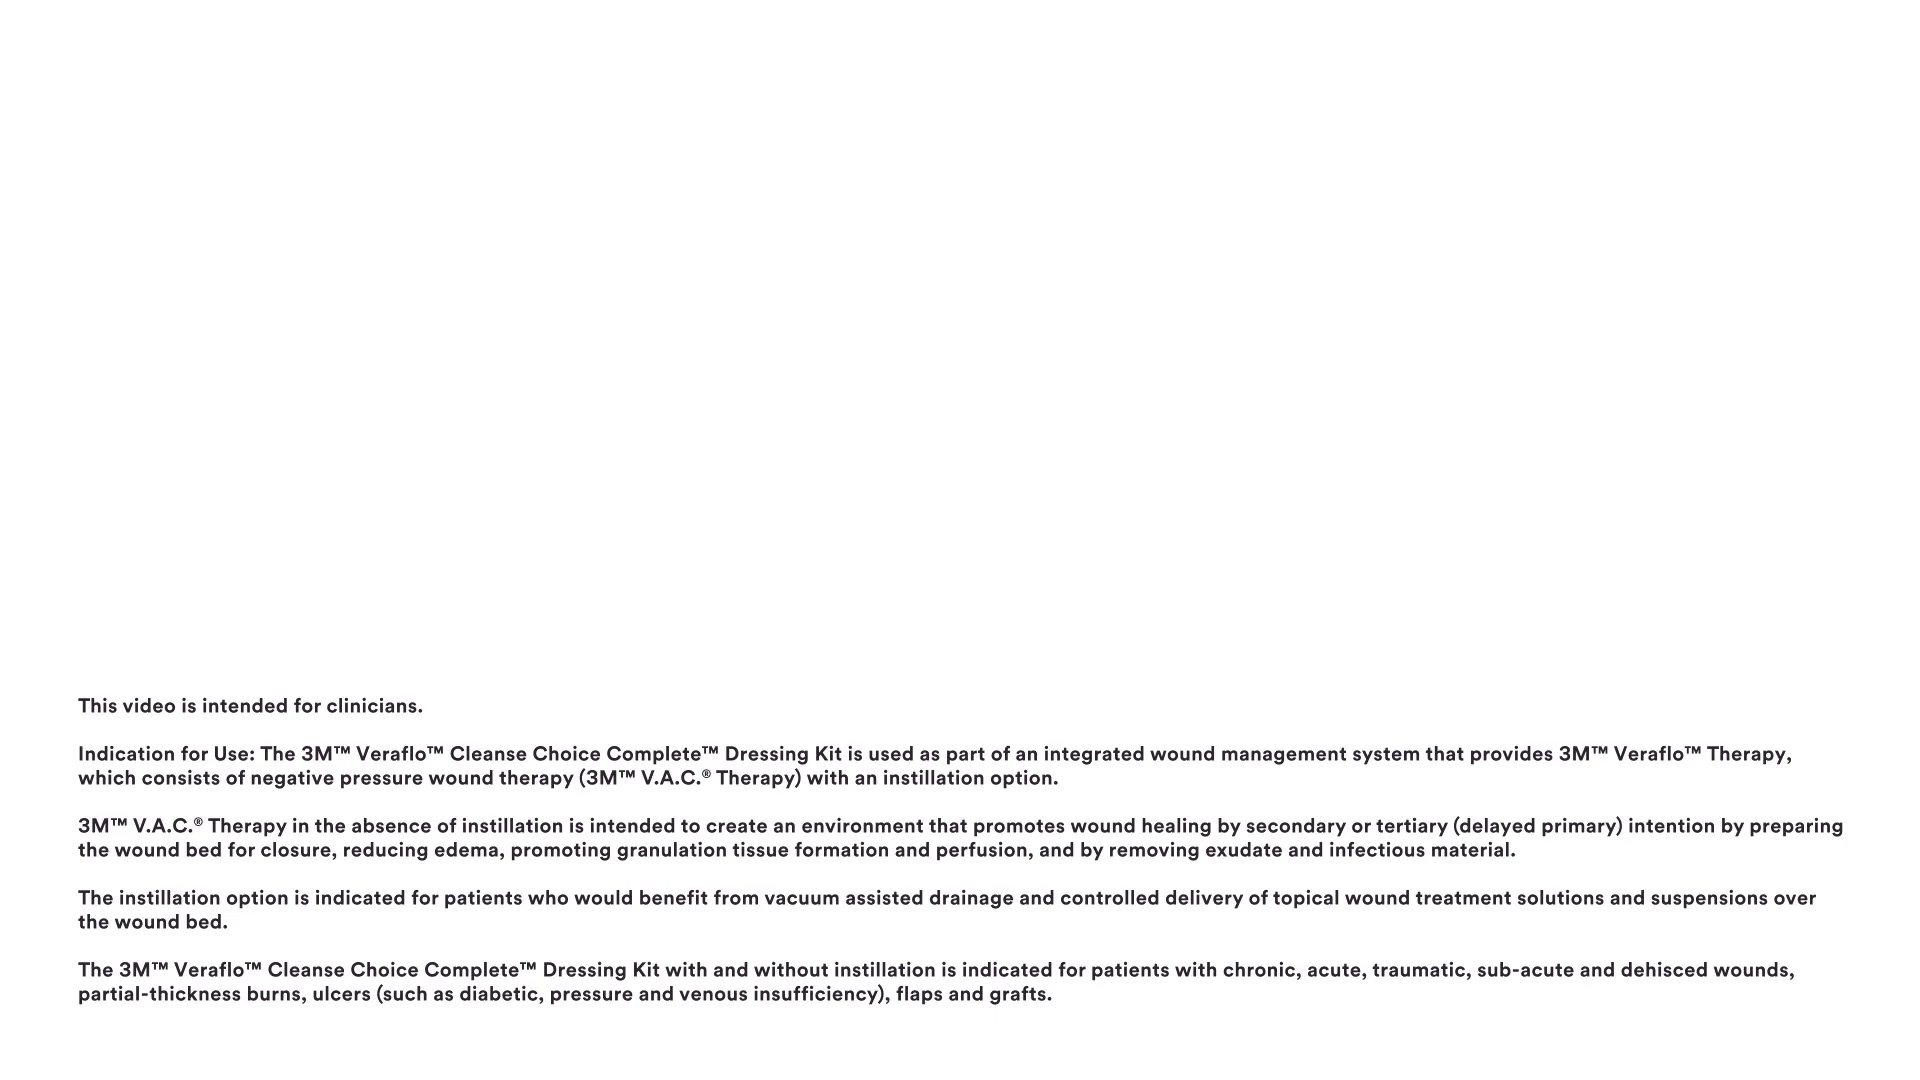 This video is intended for clinicians.
Indication for Use: The 3M™ Veraflo™ Cleanse Choice Complete™ Dressing Kit is used as part of an integrated wound management system that provides 3M™ Veraflo™ Therapy,
which consists of negative pressure wound therapy (3M™ V.A.C.® Therapy) with an instillation option.
3M™ V.A.C.® Therapy in the absence of instillation is intended to create an environment that promotes wound healing by secondary or tertiary (delayed primary) intention by preparing
the wound bed for closure, reducing edema, promoting granulation tissue formation and perfusion, and by removing exudate and infectious material.
The instillation option is indicated for patients who would benefit from vacuum assisted drainage and controlled delivery of topical wound treatment solutions and suspensions over
the wound bed.
The 3M™ Veraflo™ Cleanse Choice Complete™ Dressing Kit with and without instillation is indicated for patients with chronic, acute, traumatic, sub-acute and dehisced wounds,
partial-thickness burns, ulcers (such as diabetic, pressure and venous insufficiency), flaps and grafts.